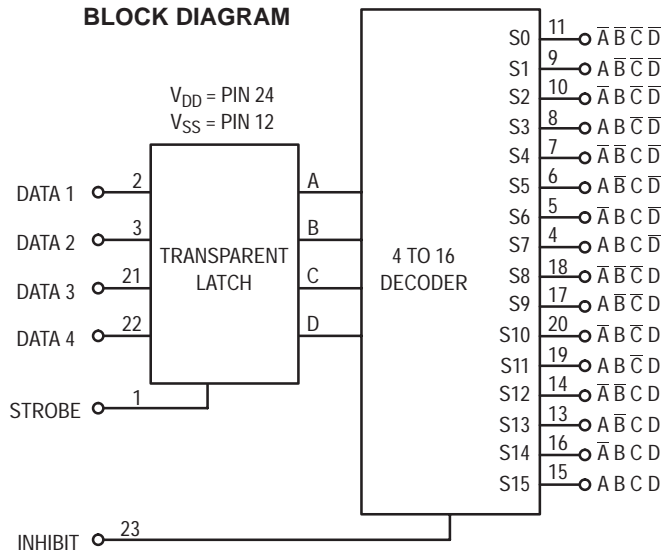 BLOCK DIAGRAM
V_DD = PIN 24
V_SS = PIN 12
DATA 1 2
DATA 2 3
DATA 3 21
DATA 4 22
STROBE 1
INHIBIT 23
TRANSPARENT
LATCH
A
B
C
D
4 TO 16
DECODER
S0 11 A̅ B̅ C̅ D̅
S1 9 A B̅ C̅ D̅
S2 10 A̅ B C̅ D̅
S3 8 A B C̅ D̅
S4 7 A̅ B̅ C D̅
S5 6 A B̅ C D̅
S6 5 A̅ B C D̅
S7 4 A B C D̅
S8 18 A̅ B̅ C̅ D
S9 17 A B̅ C̅ D
S10 20 A̅ B C̅ D
S11 19 A B C̅ D
S12 14 A̅ B̅ C D
S13 13 A B̅ C D
S14 16 A̅ B C D
S15 15 A B C D